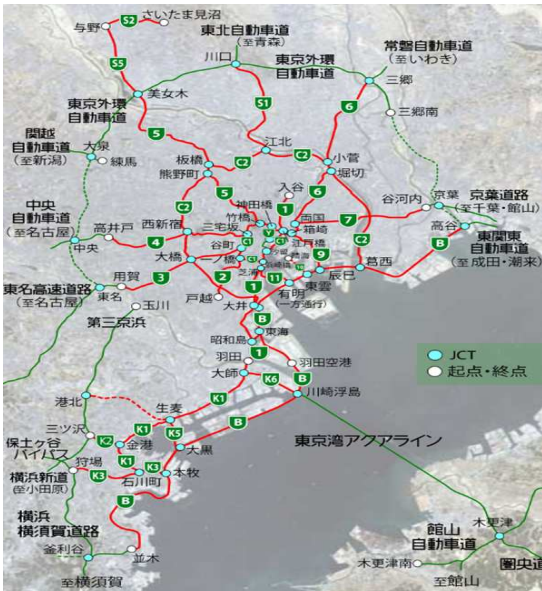 さいたま見沼
S2
与野
東北自動車道
(至青森)
常磐自動車道
(至いわき)
川口
東京外環
自動車道
S5
三郷
美女木
S1
6
東京外環
自動車道
三郷南
関越
自動車道
(至新潟)
5
大泉
練馬
江北
C2
C2
小菅
堀切
板橋
熊野町
入谷
5
6
1
京葉
京葉道路
(至千葉・館山)
谷河内
C2
神田橋
竹橋
両国
7
箱崎
高谷
中央
自動車道
(至名古屋)
高井戸
西新宿
三宅坂
C1
江戸橋
C2
B
東関東
自動車道
(至成田・潮来)
中央
4
谷町
9
大橋
一ノ橋
汐留
葛西
芝浦
浜崎橋
辰巳
東名高速道路
(至名古屋)
用賀
3
2
1
11
東雲
有明
(一方通行)
東名
玉川
戸越
大井
第三京浜
B
東海
昭和島
1
羽田
羽田空港
JCT
起点・終点
大師
K6
B
港北
川崎浮島
K1
生麦
三ツ沢
K1
B
東京湾アクアライン
保土ヶ谷
バイパス
K2
金港
K5
大黒
狩場
K1
K3
横浜新道
(至小田原)
K3
石川町
本牧
B
横浜
横須賀道路
木更津
館山
自動車道
釜利谷
並木
木更津南
圏央道
至横須賀
至館山